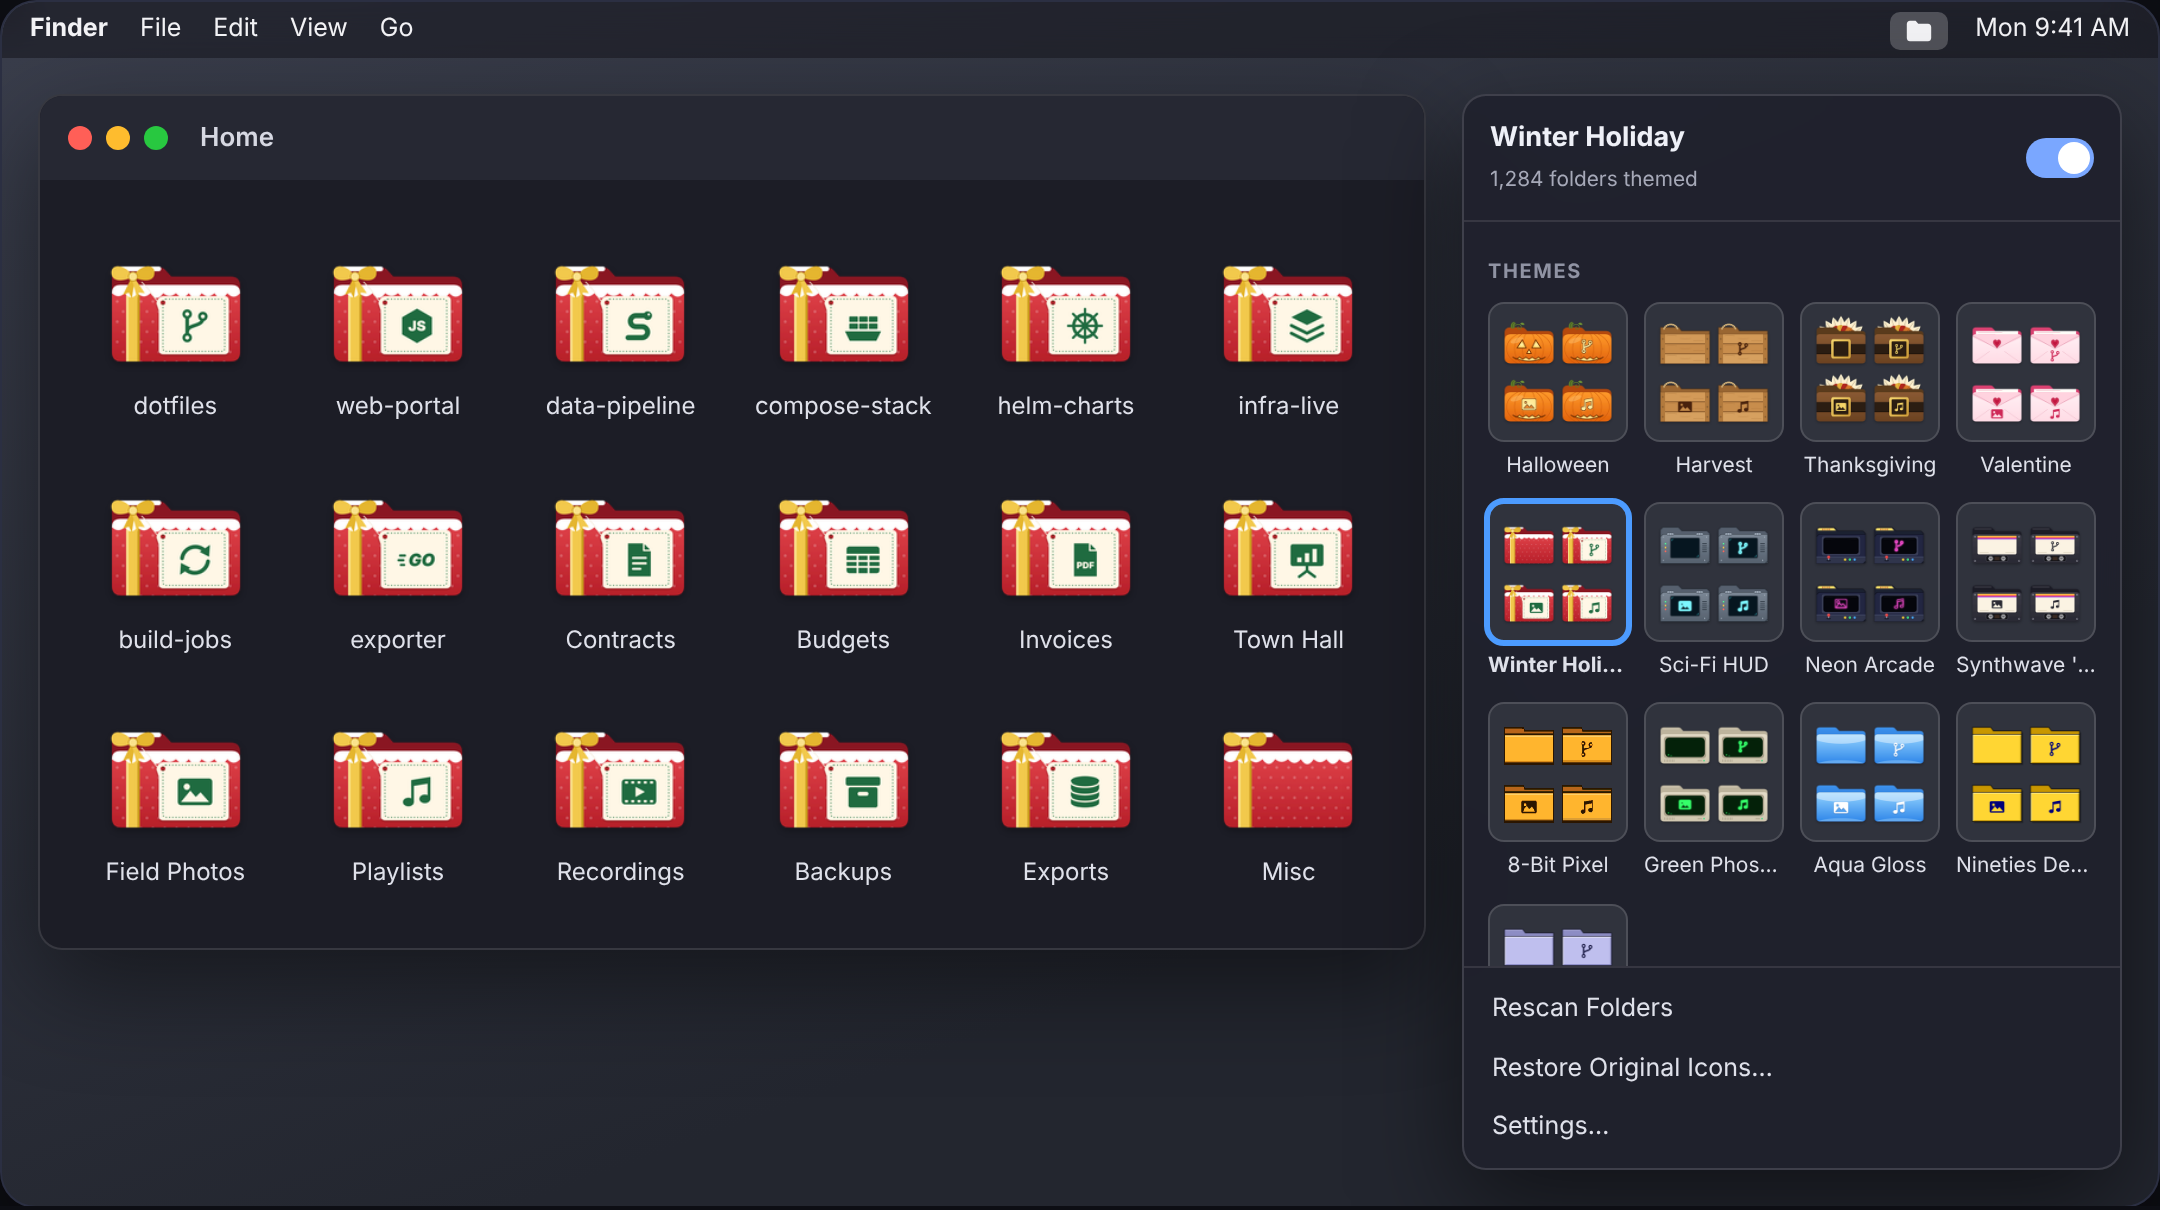 Finder File Edit View Go
Mon 9:41 AM
Home
dotfiles
JS
web-portal
data-pipeline
compose-stack
helm-charts
infra-live
build-jobs
GO
exporter
Contracts
Budgets
PDF
Invoices
Town Hall
Field Photos
Playlists
Recordings
Backups
Exports
Misc
Winter Holiday
1,284 folders themed
THEMES
Halloween
Harvest
Thanksgiving
Valentine
Winter Holi...
Sci-Fi HUD
Neon Arcade
Synthwave '...
8-Bit Pixel
Green Phos...
Aqua Gloss
Nineties De...
Rescan Folders
Restore Original Icons...
Settings...